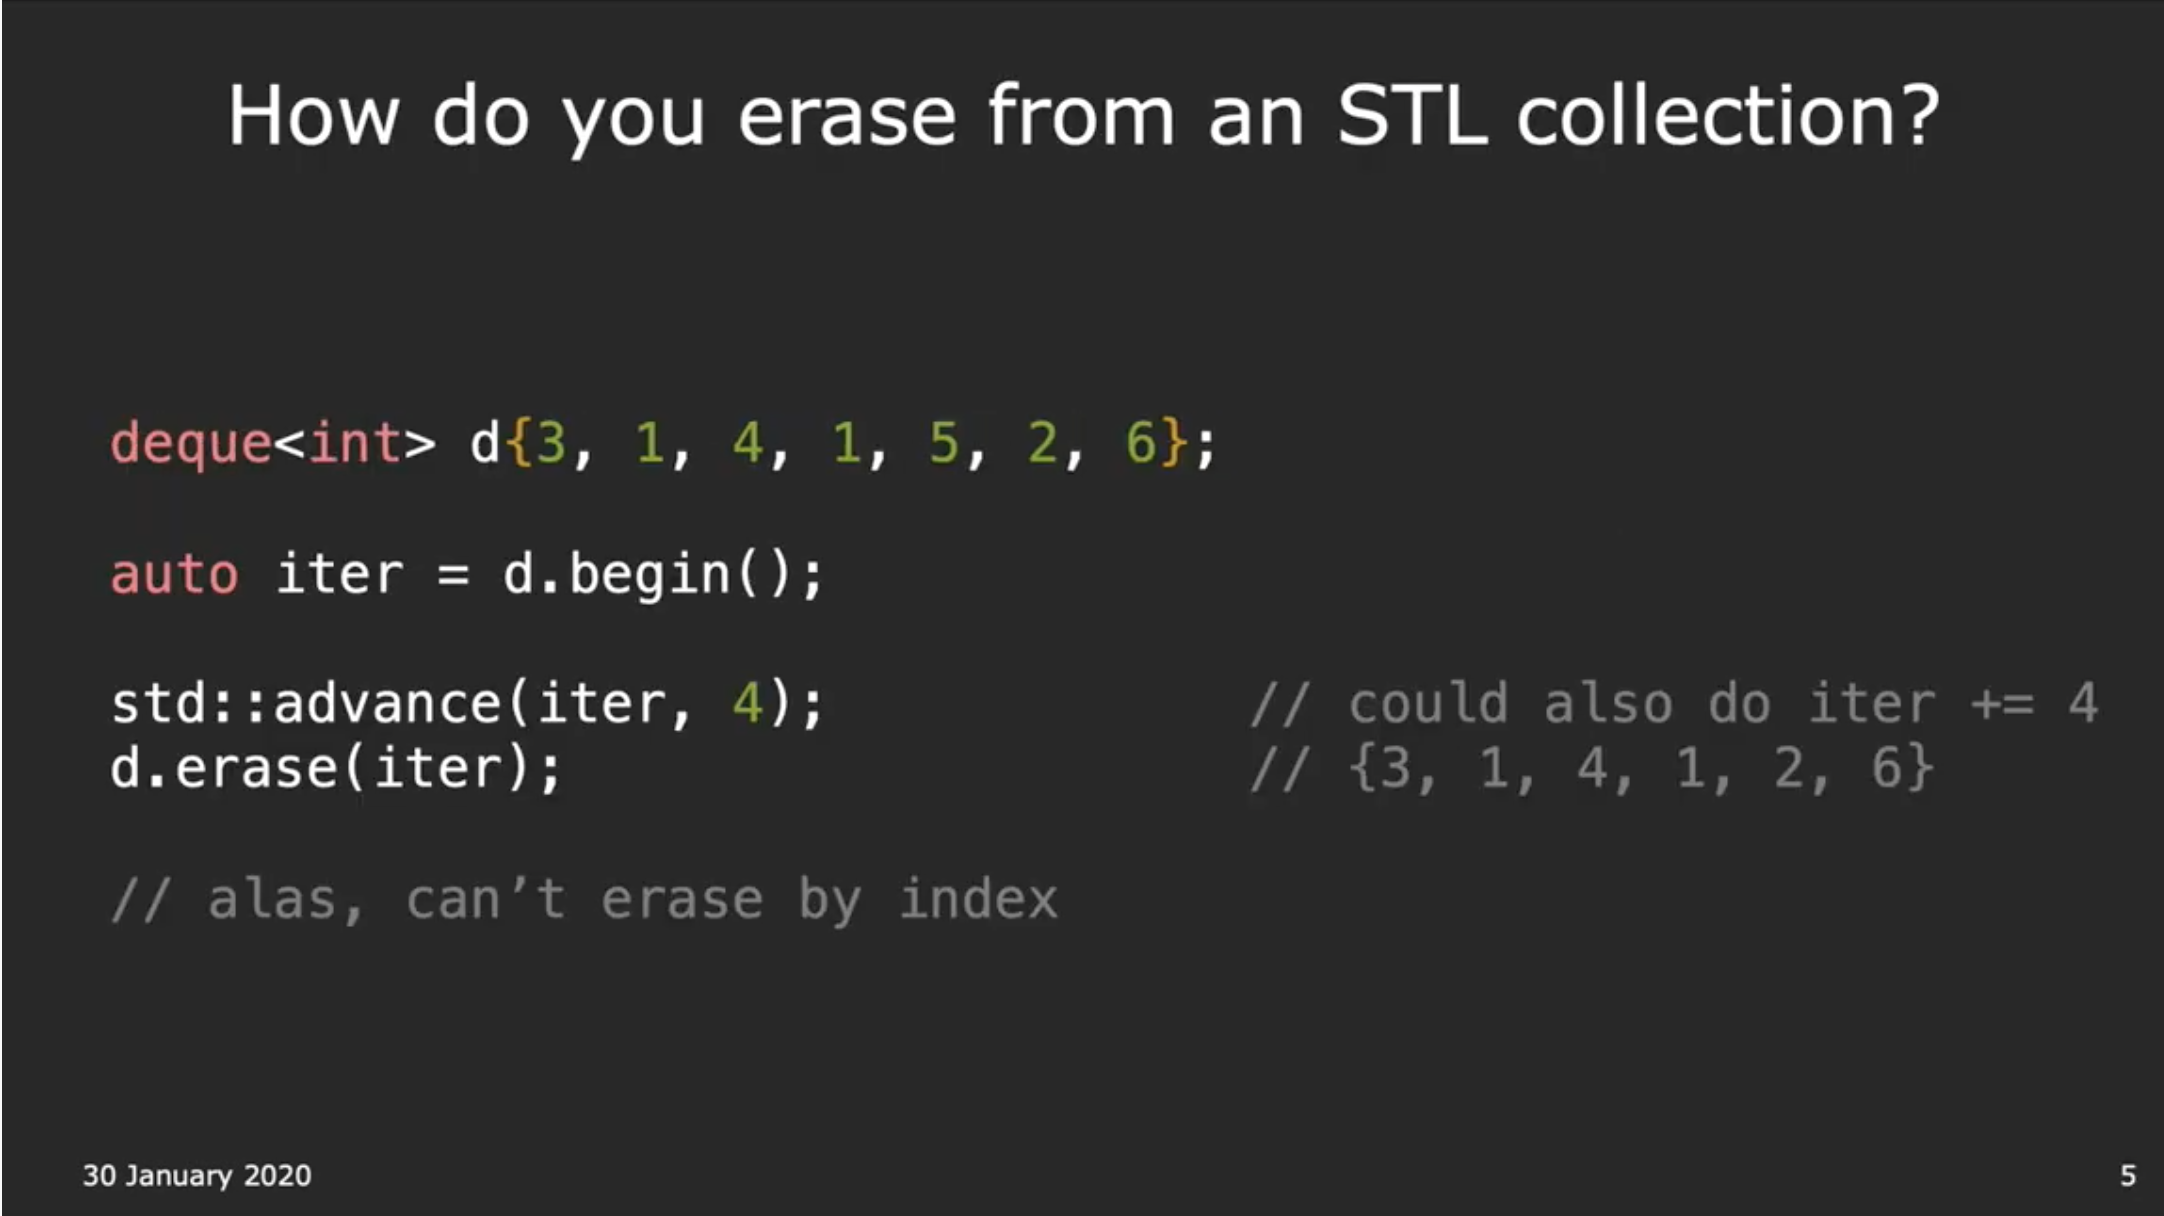 How do you erase from an STL collection?
deque<int> d{3, 1, 4, 1, 5, 2, 6};
auto iter = d.begin();
std::advance(iter, 4); // could also do iter += 4
d.erase(iter); // {3, 1, 4, 1, 2, 6}
// alas, can’t erase by index
30 January 2020 5